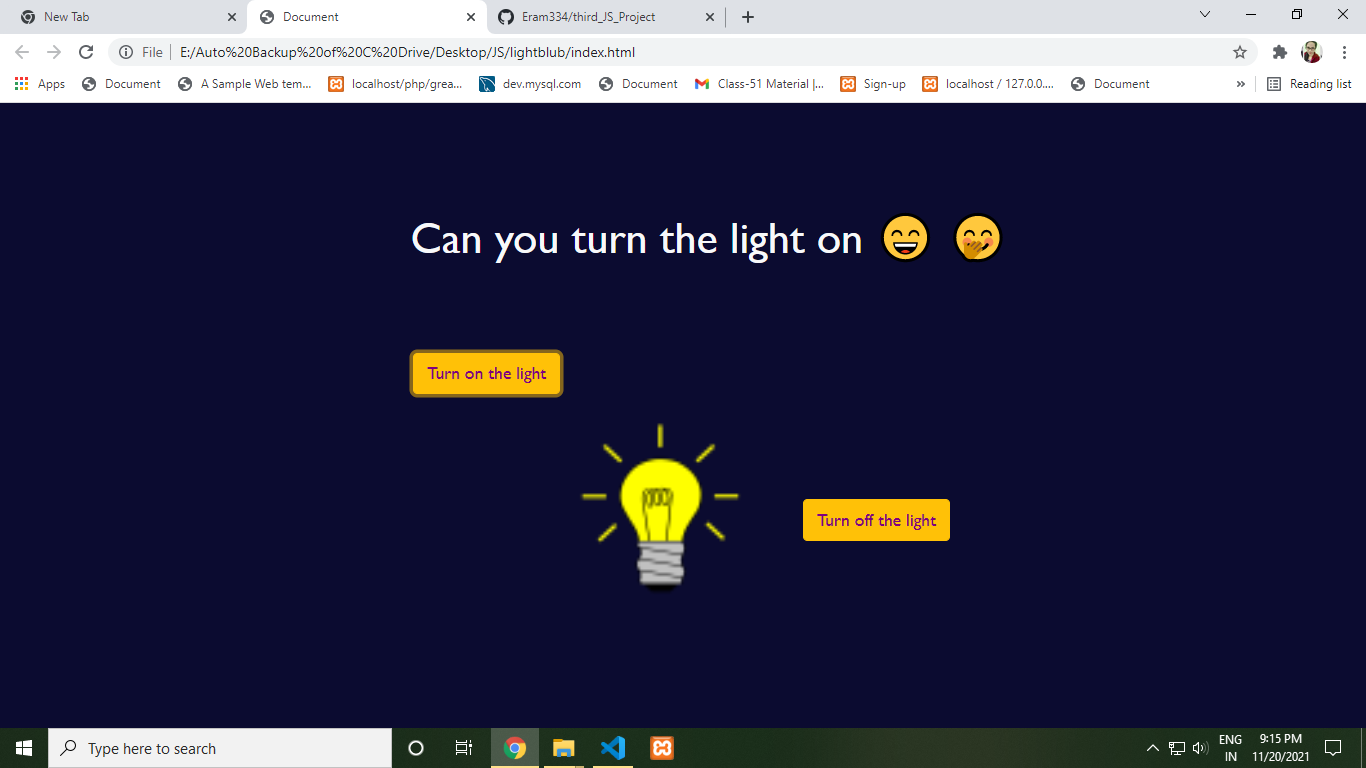 New Tab
Document
Eram334/third_JS_Project
File
E:/Auto%20Backup%20of%20C%20Drive/Desktop/JS/lightblub/index.html
Apps
Document
A Sample Web tem...
localhost/php/grea...
dev.mysql.com
Document
Class-51 Material |...
Sign-up
localhost / 127.0.0....
Document
»
Reading list
Can you turn the light on 😄 🤭
Turn on the light
Turn off the light
Type here to search
ENG
IN
9:15 PM
11/20/2021